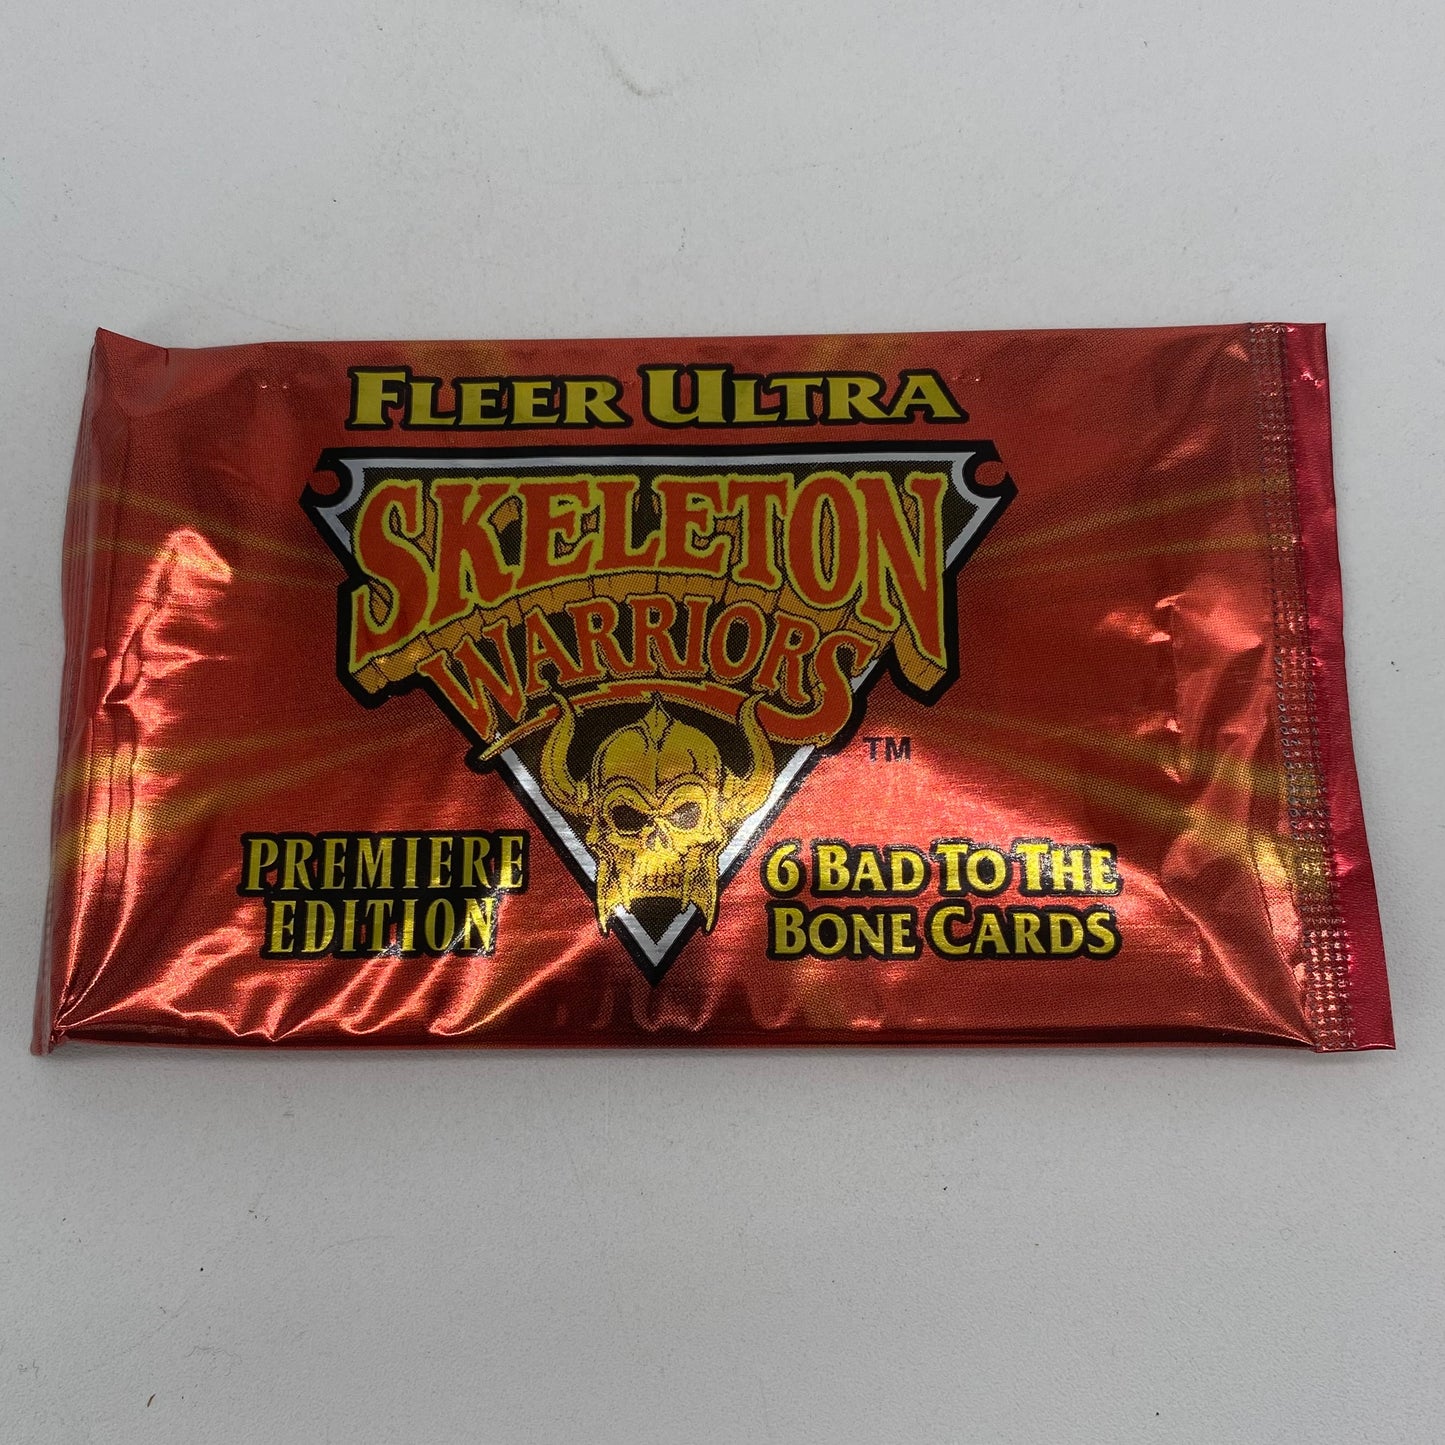 FLEER ULTRA
SKELETON
WARRIORS
TM
PREMIERE
EDITION
6 BAD TO THE
BONE CARDS